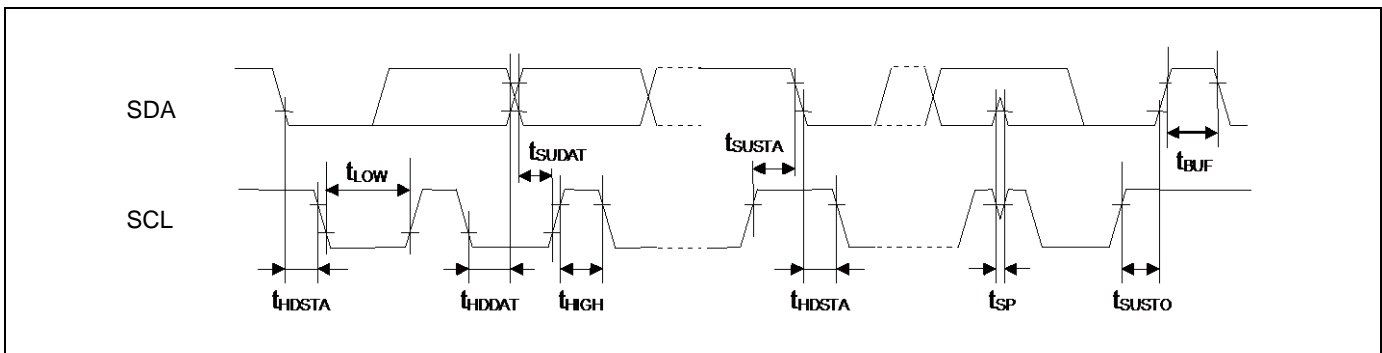 SDA
tSUDAT
tSUSTA
tBUF
tLOW
SCL
tHDSTA
tHDDAT
tHIGH
tHDSTA
tSP
tSUSTO